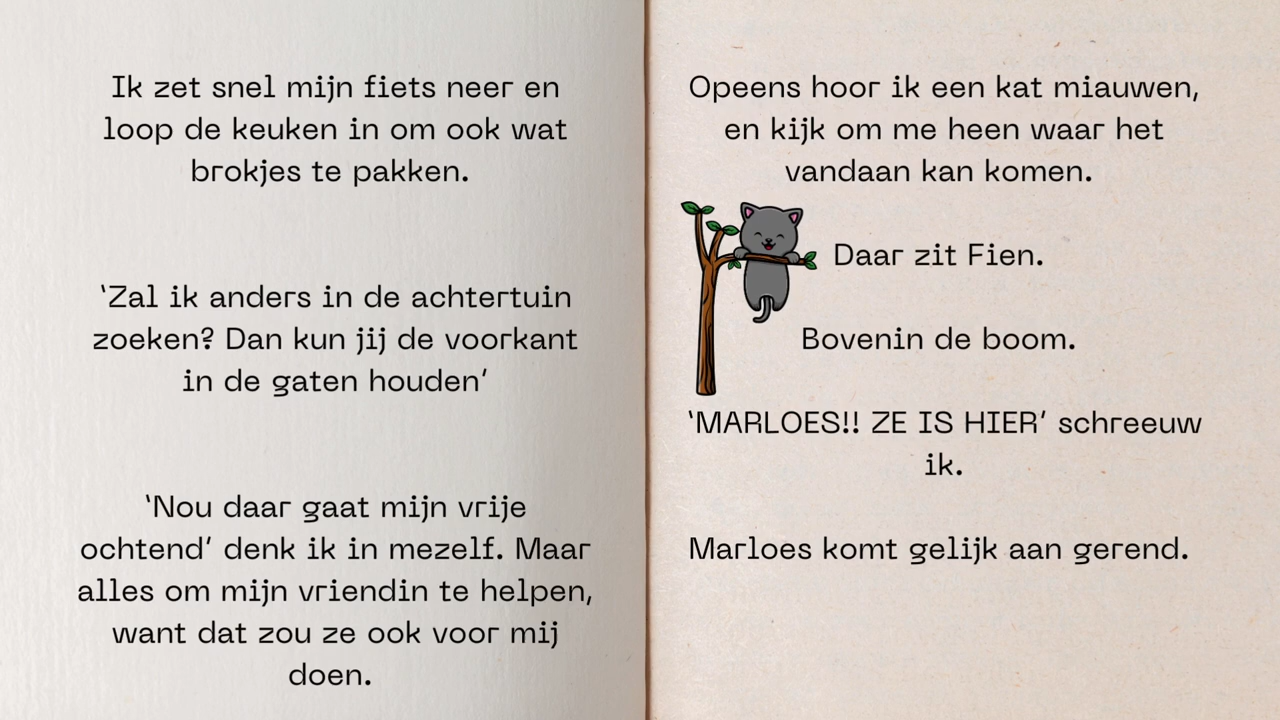 Ik zet snel mijn fiets neer en
loop de keuken in om ook wat
brokjes te pakken.
‘Zal ik anders in de achtertuin
zoeken? Dan kun jij de voorkant
in de gaten houden’
‘Nou daar gaat mijn vrije
ochtend’ denk ik in mezelf. Maar
alles om mijn vriendin te helpen,
want dat zou ze ook voor mij
doen.
Opeens hoor ik een kat miauwen,
en kijk om me heen waar het
vandaan kan komen.
Daar zit Fien.
Bovenin de boom.
‘MARLOES!! ZE IS HIER’ schreeuw
ik.
Marloes komt gelijk aan gerend.